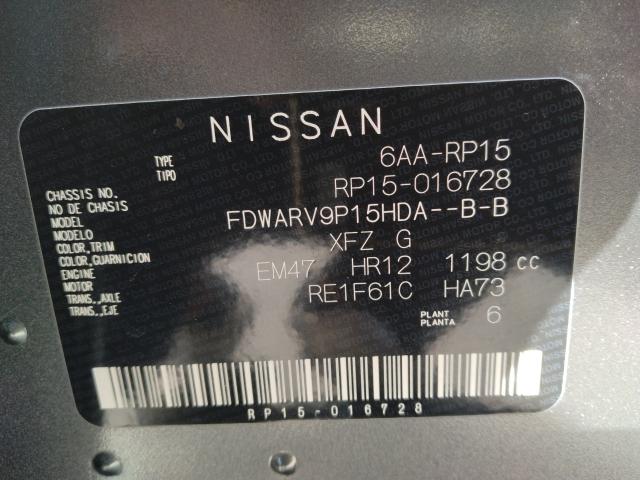 NISSAN
TYPE 6AA-RP15
TIPO
CHASSIS NO. RP15-016728
NO DE CHASSIS
MODEL FDWARV9P15HDA--B-B
MODELO
COLOR,TRIM XFZ G
COLOR,GUARNICION
ENGINE EM47 HR12 1198 cc
MOTOR
TRANS.,AXLE RE1F61C HA73
TRANS.,EJE
PLANT 6
PLANTA
RP15-016728